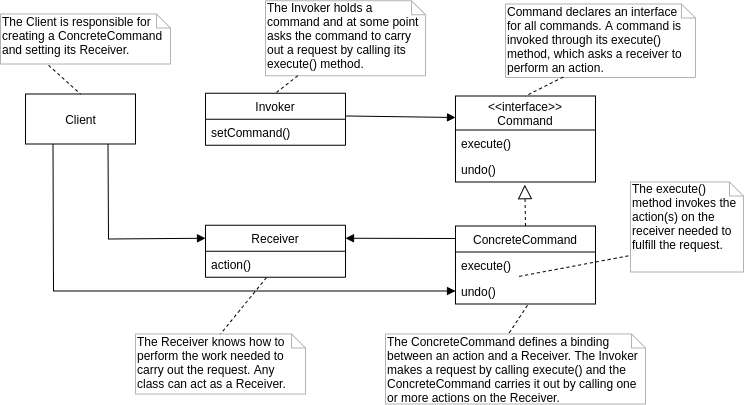 The Client is responsible for
creating a ConcreteCommand
and setting its Receiver.
The Invoker holds a
command and at some point
asks the command to carry
out a request by calling its
execute() method.
Command declares an interface
for all commands. A command is
invoked through its execute()
method, which asks a receiver to
perform an action.
Client
Invoker
setCommand()
<<interface>>
Command
execute()
undo()
The execute()
method invokes the
action(s) on the
receiver needed to
fulfill the request.
Receiver
action()
ConcreteCommand
execute()
undo()
The Receiver knows how to
perform the work needed to
carry out the request. Any
class can act as a Receiver.
The ConcreteCommand defines a binding
between an action and a Receiver. The Invoker
makes a request by calling execute() and the
ConcreteCommand carries it out by calling one
or more actions on the Receiver.